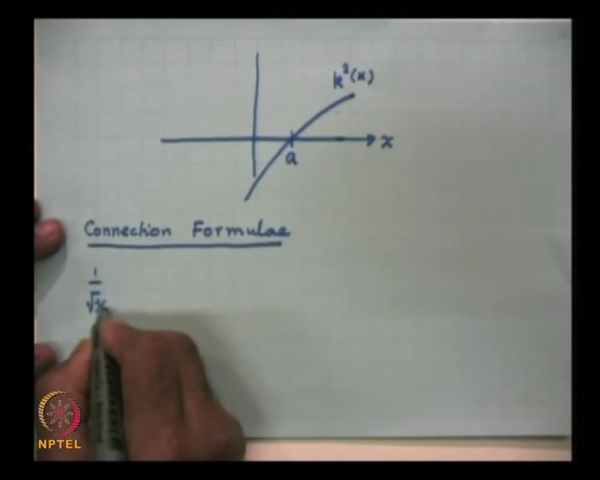 k²(x)
x
a
Connection Formulae
1
√x
NPTEL